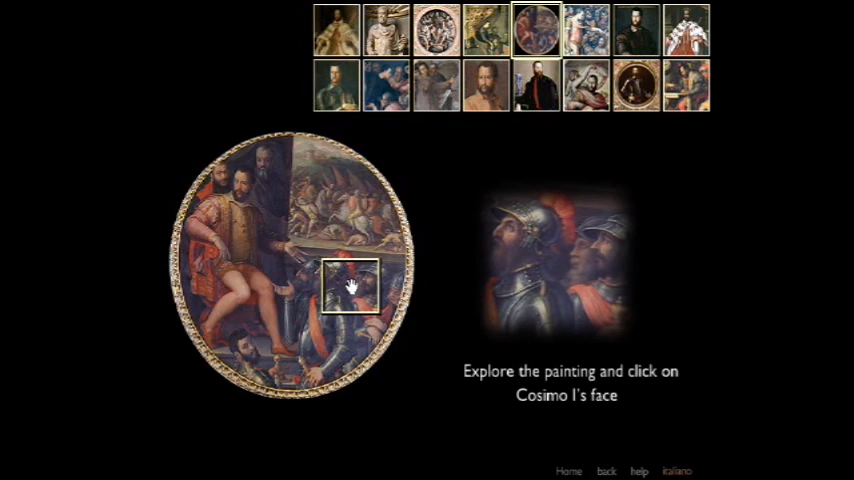 Explore the painting and click on
Cosimo I's face
Home back help italiano